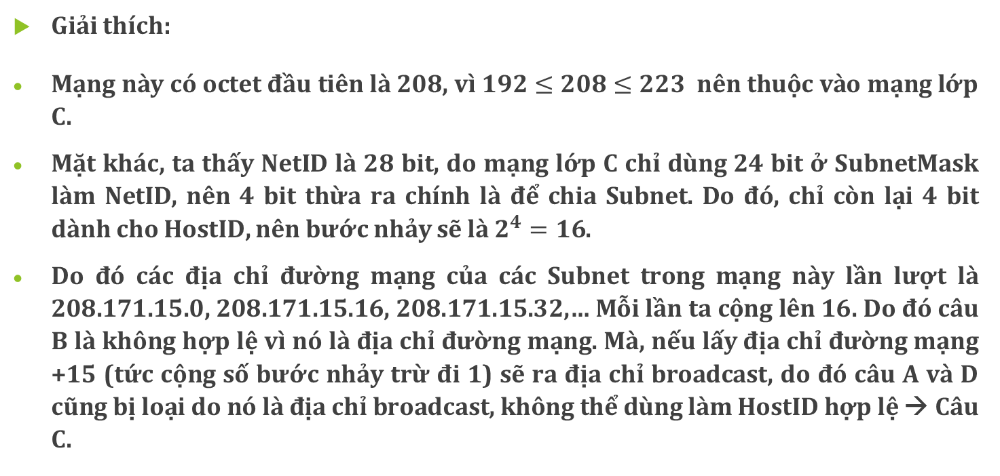 Giải thích:
Mạng này có octet đầu tiên là 208, vì 192 ≤ 208 ≤ 223 nên thuộc vào mạng lớp
C.
Mặt khác, ta thấy NetID là 28 bit, do mạng lớp C chỉ dùng 24 bit ở SubnetMask
làm NetID, nên 4 bit thừa ra chính là để chia Subnet. Do đó, chỉ còn lại 4 bit
dành cho HostID, nên bước nhảy sẽ là 2⁴ = 16.
Do đó các địa chỉ đường mạng của các Subnet trong mạng này lần lượt là
208.171.15.0, 208.171.15.16, 208.171.15.32,... Mỗi lần ta cộng lên 16. Do đó câu
B là không hợp lệ vì nó là địa chỉ đường mạng. Mà, nếu lấy địa chỉ đường mạng
+15 (tức cộng số bước nhảy trừ đi 1) sẽ ra địa chỉ broadcast, do đó câu A và D
cũng bị loại do nó là địa chỉ broadcast, không thể dùng làm HostID hợp lệ → Câu
C.